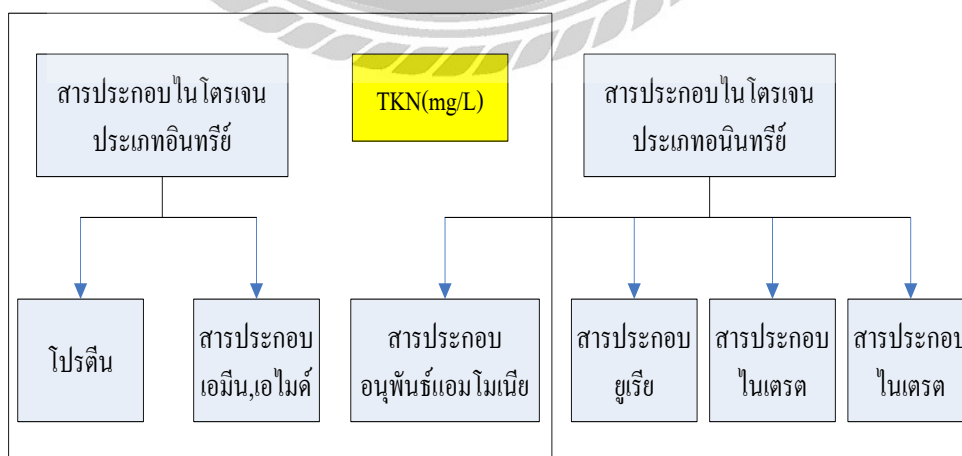 สารประกอบไนโตรเจน
ประเภทอินทรีย์
TKN(mg/L)
สารประกอบไนโตรเจน
ประเภทอนินทรีย์
โปรตีน
สารประกอบ
เอมีน,เอไมด์
สารประกอบ
อนุพันธ์แอมโมเนีย
สารประกอบ
ยูเรีย
สารประกอบ
ไนเตรต
สารประกอบ
ไนเตรต